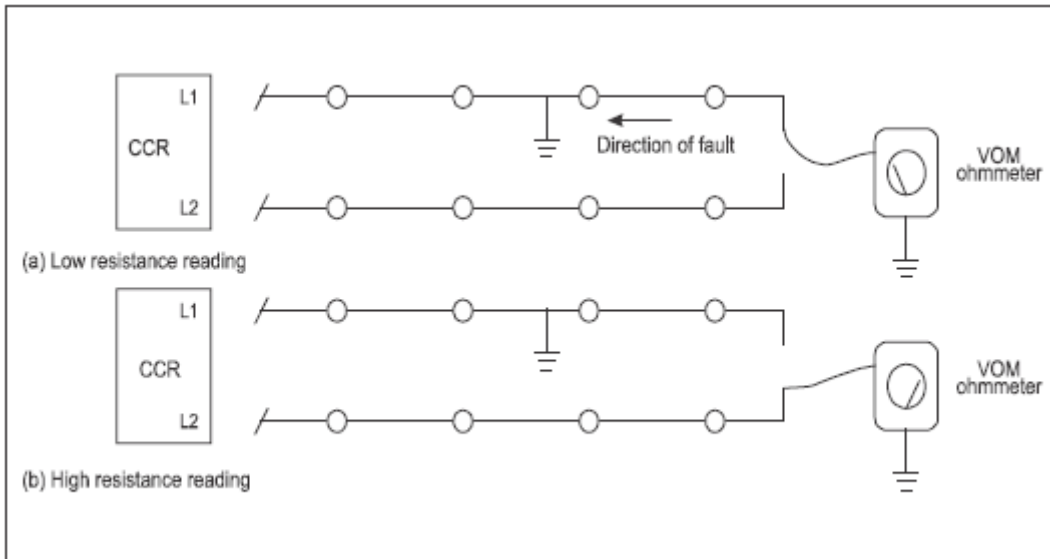 L1
CCR
L2
Direction of fault
VOM
ohmmeter
(a) Low resistance reading
L1
CCR
L2
VOM
ohmmeter
(b) High resistance reading